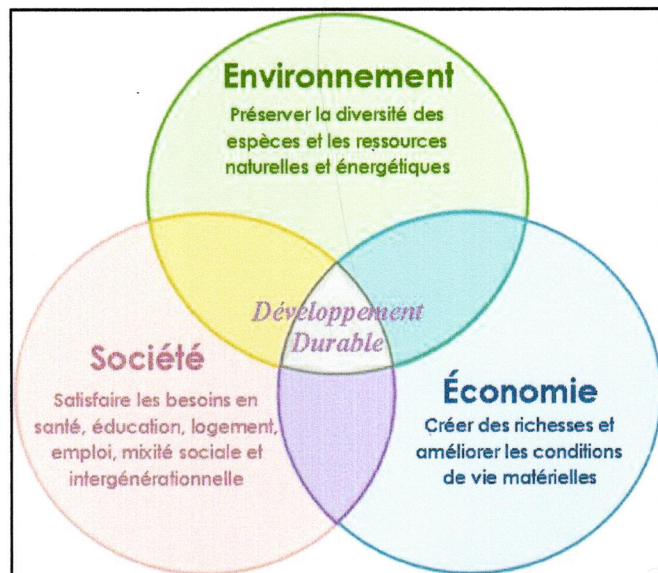 Environnement
Préserver la diversité des
espèces et les ressources
naturelles et énergétiques
Développement
Durable
Société
Satisfaire les besoins en
santé, éducation, logement,
emploi, mixité sociale et
intergénérationnelle
Économie
Créer des richesses et
améliorer les conditions
de vie matérielles